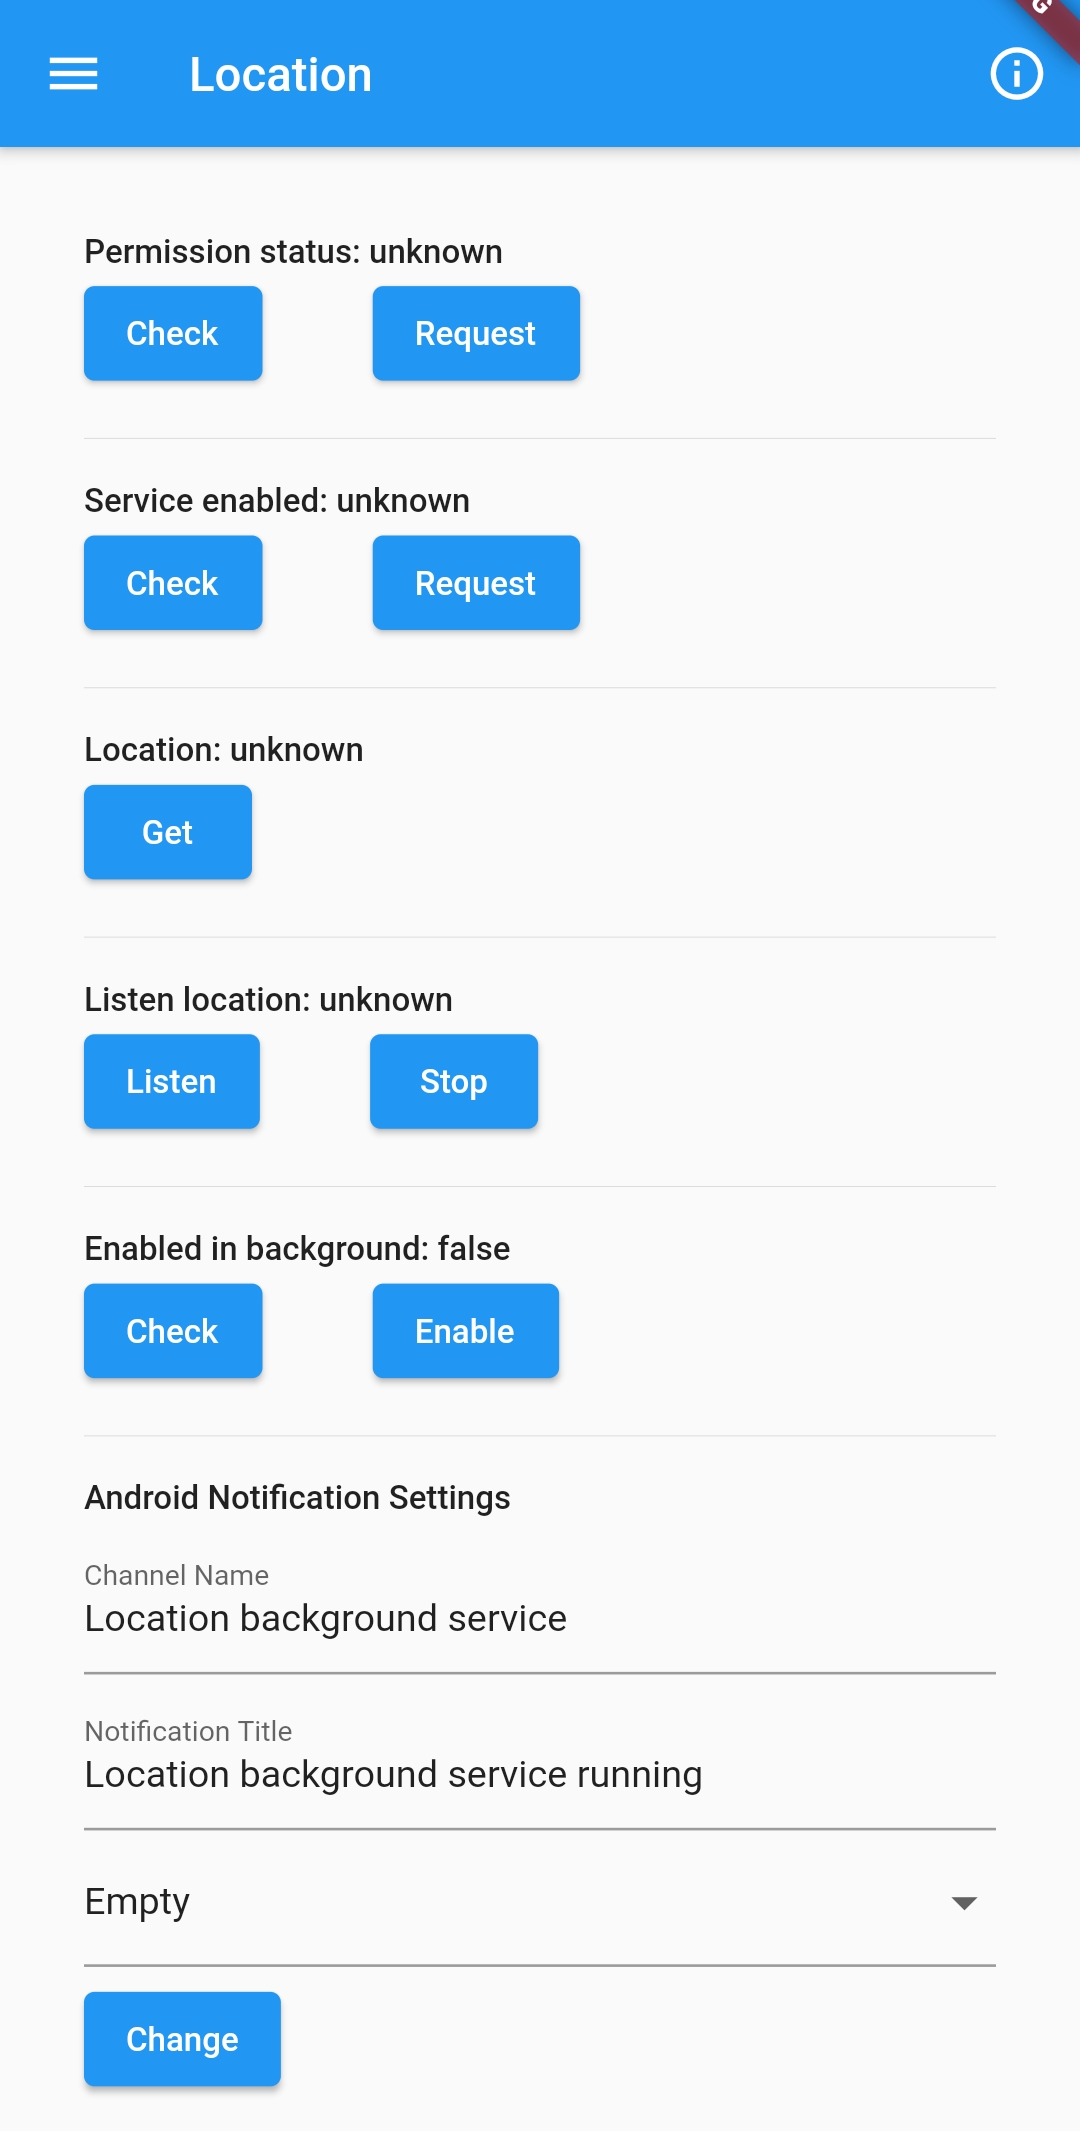 Location
Permission status: unknown
Check Request
Service enabled: unknown
Check Request
Location: unknown
Get
Listen location: unknown
Listen Stop
Enabled in background: false
Check Enable
Android Notification Settings
Channel Name
Location background service
Notification Title
Location background service running
Empty
Change